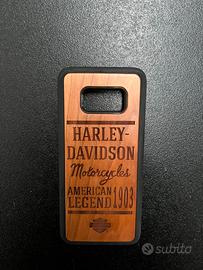 HARLEY-
DAVIDSON
Motorcycles
AMERICAN
LEGEND 1903
subito